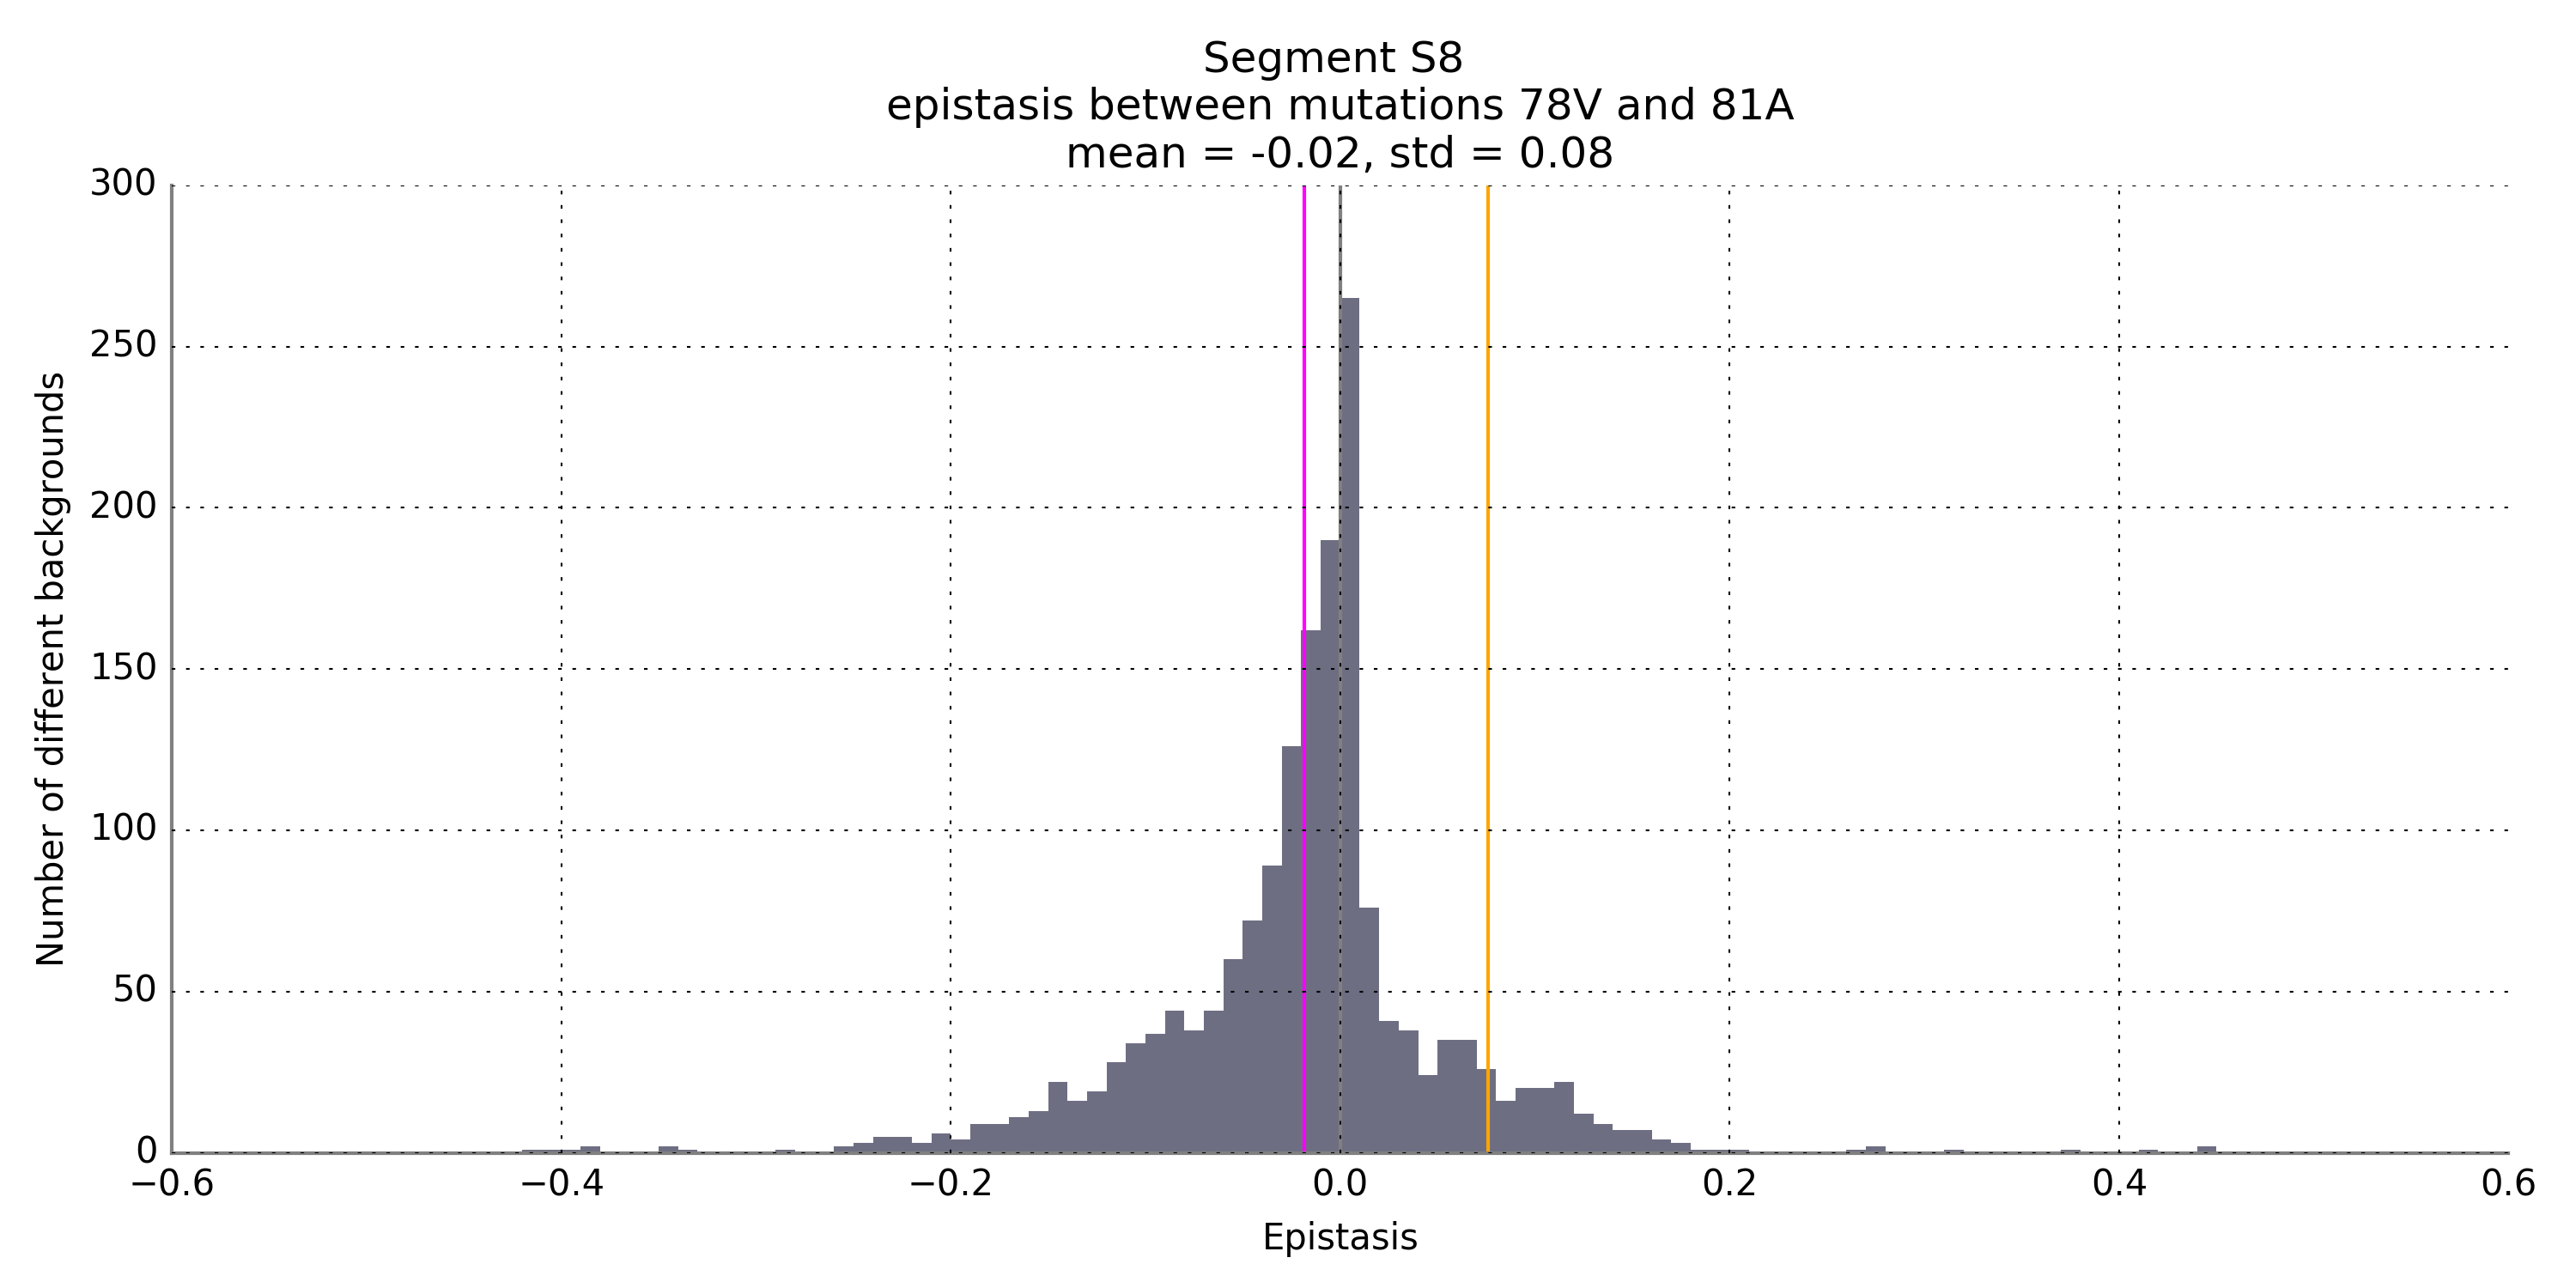 Segment S8
epistasis between mutations 78V and 81A
mean = -0.02, std = 0.08
300
250
200
150
100
50
0
Number of different backgrounds
−0.6 −0.4 −0.2 0.0 0.2 0.4 0.6
Epistasis